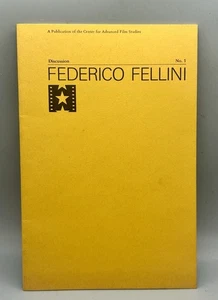 A Publication of the Center for Advanced Film Studies
Discussion No. 1
FEDERICO FELLINI